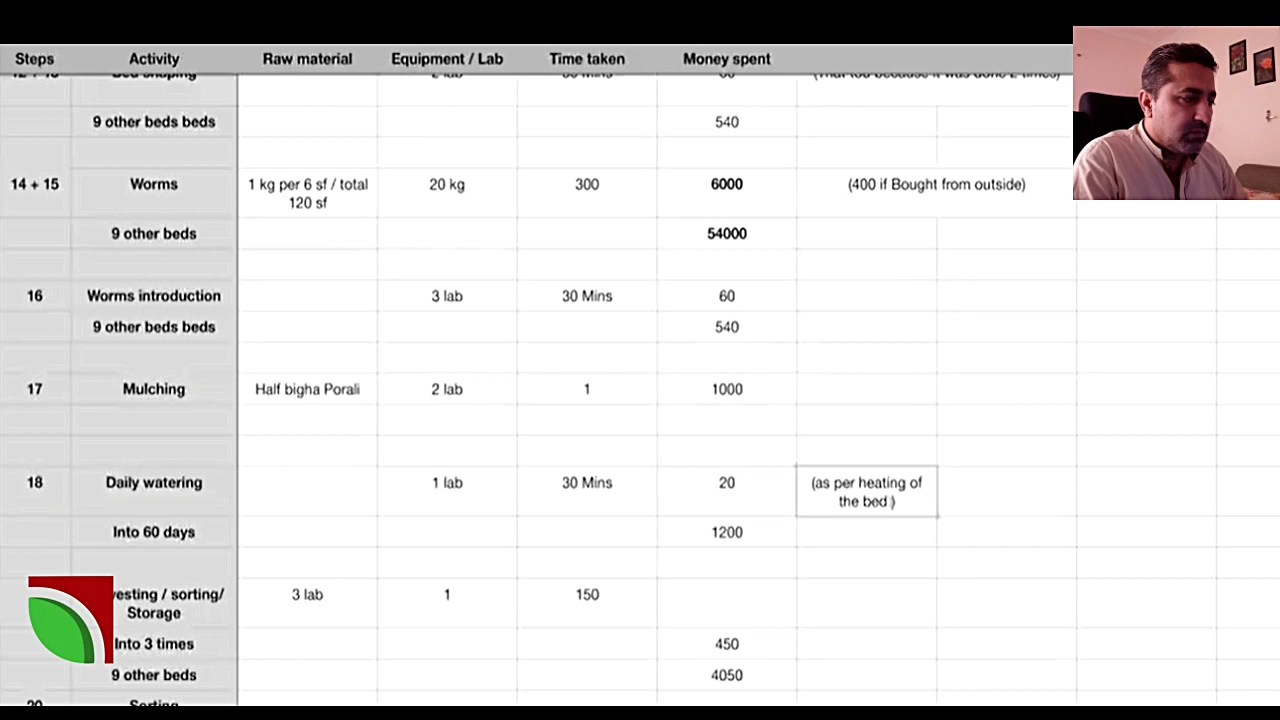 Steps Activity Raw material Equipment / Lab Time taken Money spent
9 other beds beds 540
14 + 15 Worms 1 kg per 6 sf / total 20 kg 300 6000 (400 if Bought from outside)
120 sf
9 other beds 54000
16 Worms introduction 3 lab 30 Mins 60
9 other beds beds 540
17 Mulching Half bigha Porali 2 lab 1 1000
18 Daily watering 1 lab 30 Mins 20 (as per heating of
the bed )
Into 60 days 1200
vesting / sorting/ 3 lab 1 150
Storage
Into 3 times 450
9 other beds 4050